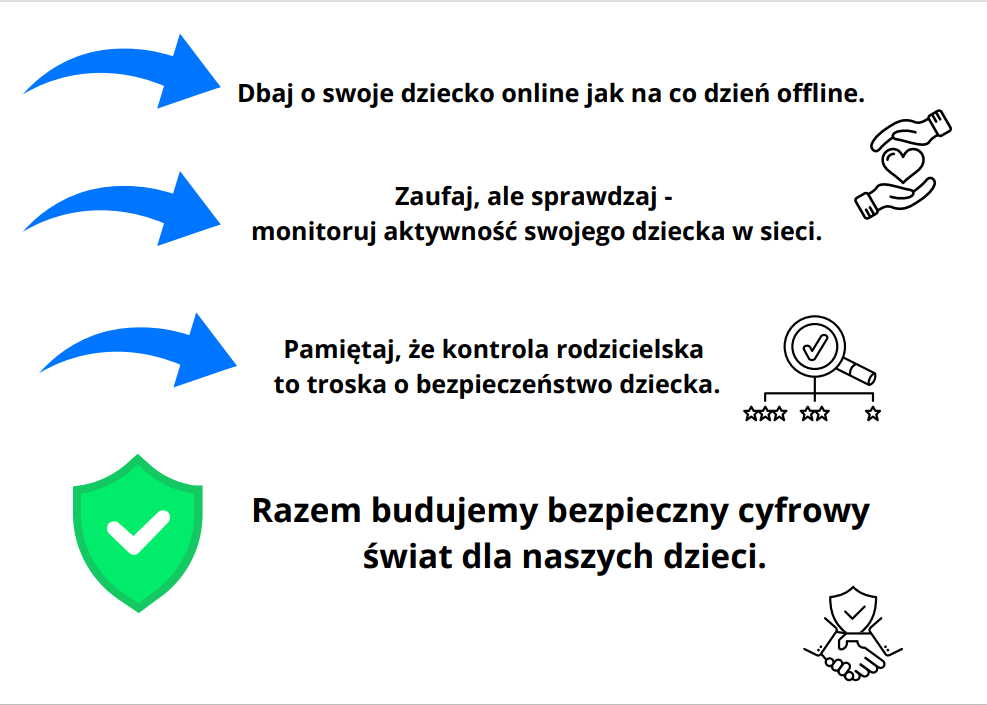 Dbaj o swoje dziecko online jak na co dzień offline.
Zaufaj, ale sprawdzaj -
monitoruj aktywność swojego dziecka w sieci.
Pamiętaj, że kontrola rodzicielska
to troska o bezpieczeństwo dziecka.
Razem budujemy bezpieczny cyfrowy
świat dla naszych dzieci.